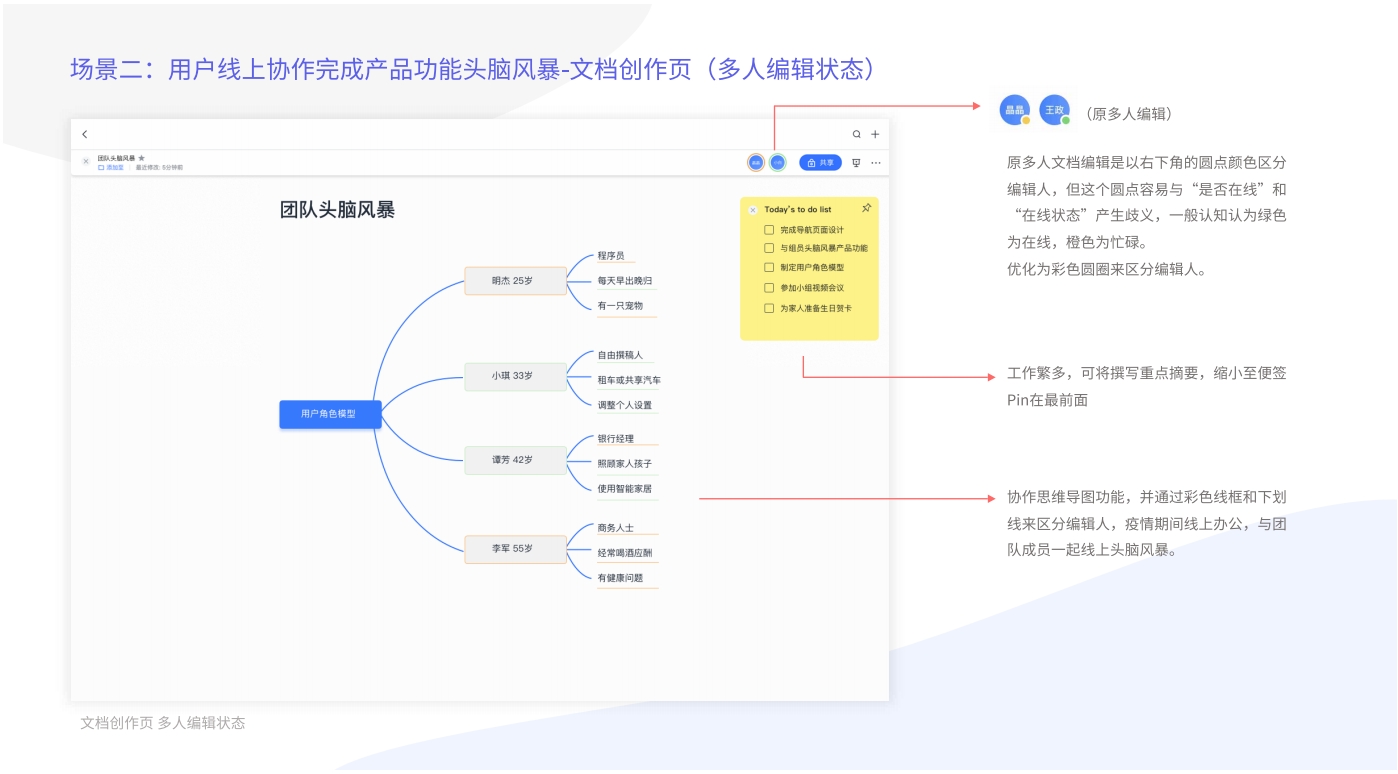 场景二：用户线上协作完成产品功能头脑风暴-文档创作页（多人编辑状态）
团队头脑风暴
添加至
最近修改: 5分钟前
共享
团队头脑风暴
用户角色模型
明杰 25岁
程序员
每天早出晚归
有一只宠物
小琪 33岁
自由撰稿人
租车或共享汽车
调整个人设置
谭芳 42岁
银行经理
照顾家人孩子
使用智能家居
李军 55岁
商务人士
经常喝酒应酬
有健康问题
Today's to do list
完成导航页面设计
与组员头脑风暴产品功能
制定用户角色模型
参加小组视频会议
为家人准备生日贺卡
晶晶 王政 （原多人编辑）
原多人文档编辑是以右下角的圆点颜色区分
编辑人，但这个圆点容易与“是否在线”和
“在线状态”产生歧义，一般认知认为绿色
为在线，橙色为忙碌。
优化为彩色圆圈来区分编辑人。
工作繁多，可将撰写重点摘要，缩小至便签
Pin在最前面
协作思维导图功能，并通过彩色线框和下划
线来区分编辑人，疫情期间线上办公，与团
队成员一起线上头脑风暴。
文档创作页 多人编辑状态